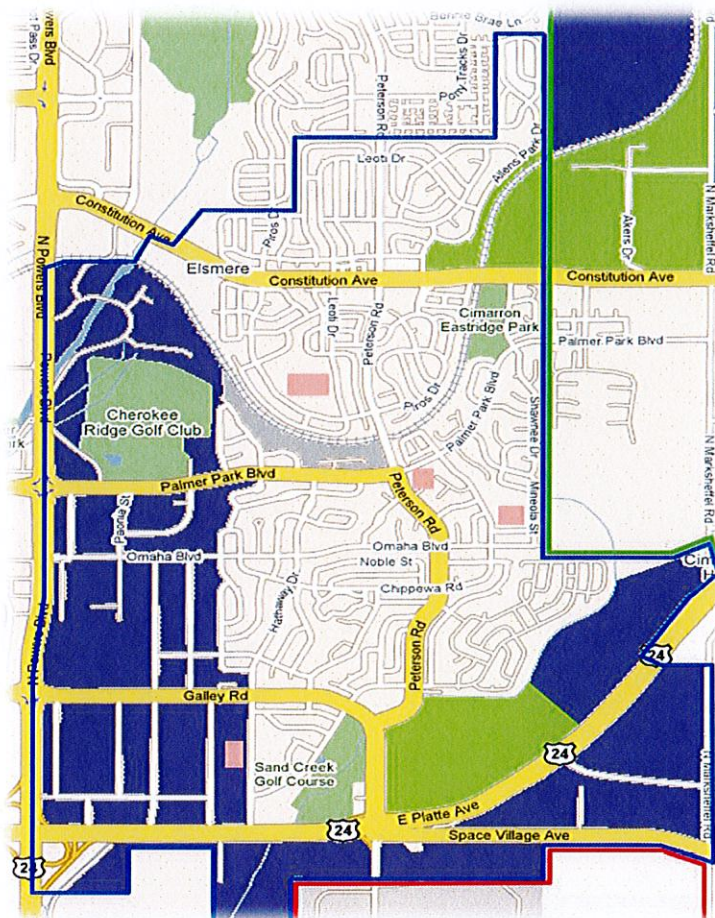 Bonnie Brae Ln
Powers Blvd
Pass Dr
Peterson Rd
Pony Tracks Dr
Leoti Dr
Allens Park Dr
Piros Dr
Akers Dr
N Marksheffel Rd
Constitution Ave
Elsmere
N Powers Blvd
Constitution Ave
Constitution Ave
Leoti Dr
Peterson Rd
Cimarron
Eastridge Park
Palmer Park Blvd
Cherokee
Ridge Golf Club
Piros Dr
Palmer Park Blvd
Shawnee Dr
N Marksheffel Rd
Palmer Park Blvd
Paonia St
Peterson Rd
Mineola St
Omaha Blvd
Omaha Blvd
Noble St
Cim
H
Hathaway Dr
Chippewa Rd
Peterson Rd
24
Galley Rd
24
Sand Creek
Golf Course
E Platte Ave
N Marksheffel Rd
24
Space Village Ave
24